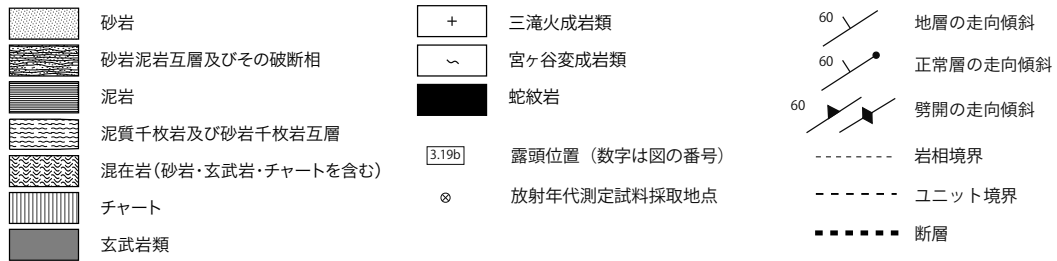 砂岩
砂岩泥岩互層及びその破断相
泥岩
泥質千枚岩及び砂岩千枚岩互層
混在岩(砂岩・玄武岩・チャートを含む)
チャート
玄武岩類
三滝火成岩類
宮ヶ谷変成岩類
蛇紋岩
3.19b 露頭位置（数字は図の番号）
放射年代測定試料採取地点
60 地層の走向傾斜
60 正常層の走向傾斜
60 劈開の走向傾斜
岩相境界
ユニット境界
断層